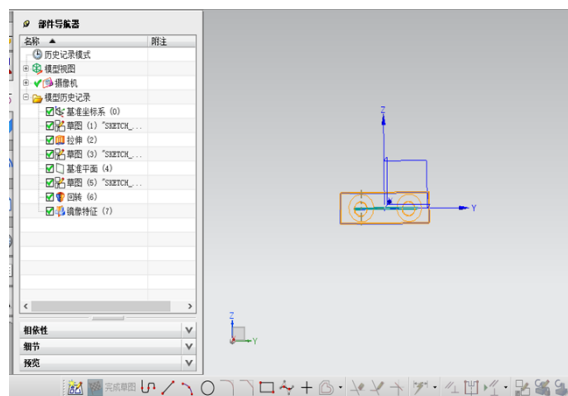 部件导航器
名称 附注
历史记录模式
模型视图
摄像机
模型历史记录
基准坐标系 (0)
草图 (1) "SKETCH_...
拉伸 (2)
草图 (3) "SKETCH_...
基准平面 (4)
草图 (5) "SKETCH_...
回转 (6)
镜像特征 (7)
相依性
细节
预览
Z
Y
Z
Y
完成草图